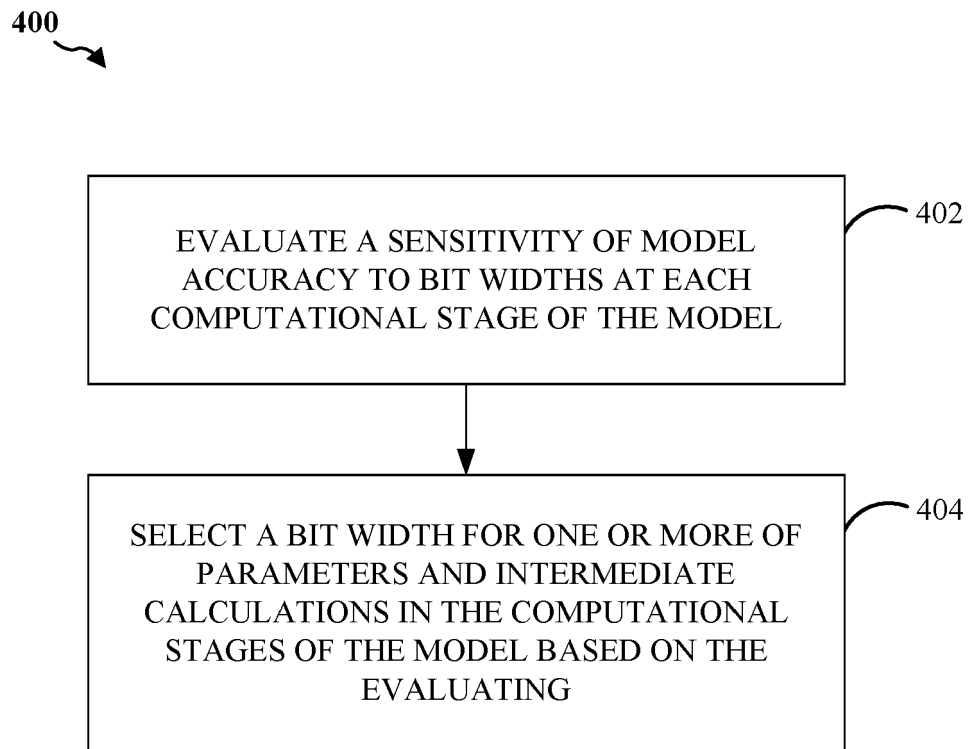 400
EVALUATE A SENSITIVITY OF MODEL
ACCURACY TO BIT WIDTHS AT EACH
COMPUTATIONAL STAGE OF THE MODEL
402
SELECT A BIT WIDTH FOR ONE OR MORE OF
PARAMETERS AND INTERMEDIATE
CALCULATIONS IN THE COMPUTATIONAL
STAGES OF THE MODEL BASED ON THE
EVALUATING
404